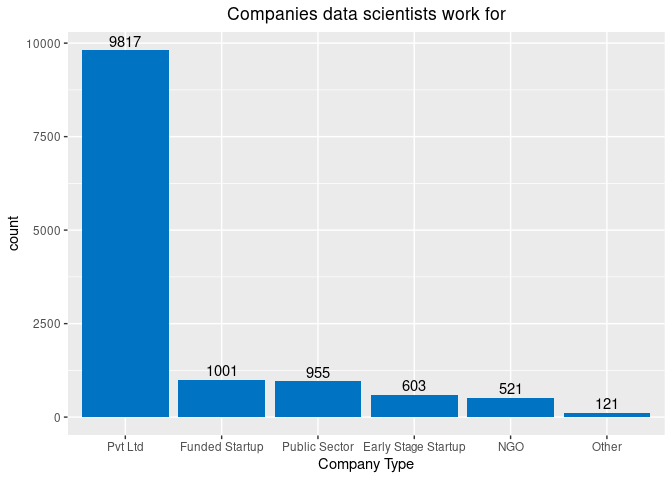 Companies data scientists work for
count
10000
7500
5000
2500
0
9817
1001
955
603
521
121
Pvt Ltd
Funded Startup
Public Sector
Early Stage Startup
NGO
Other
Company Type